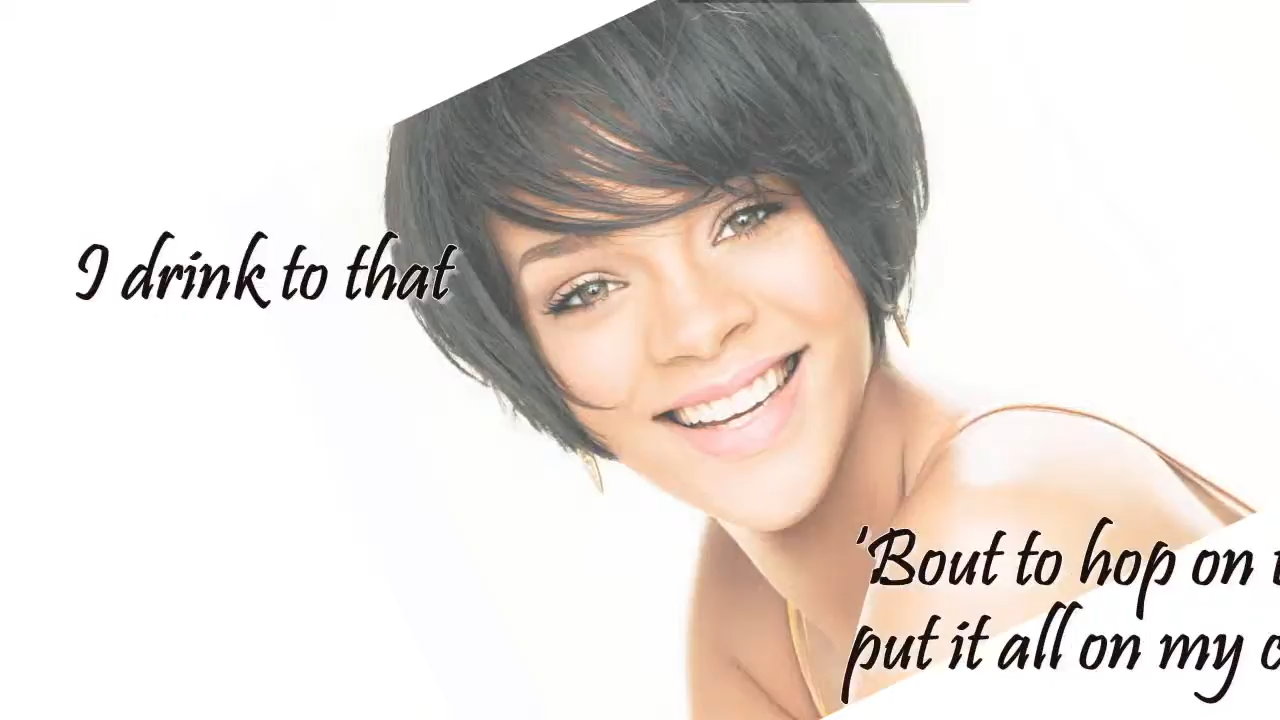 I drink to that
'Bout to hop on
put it all on my